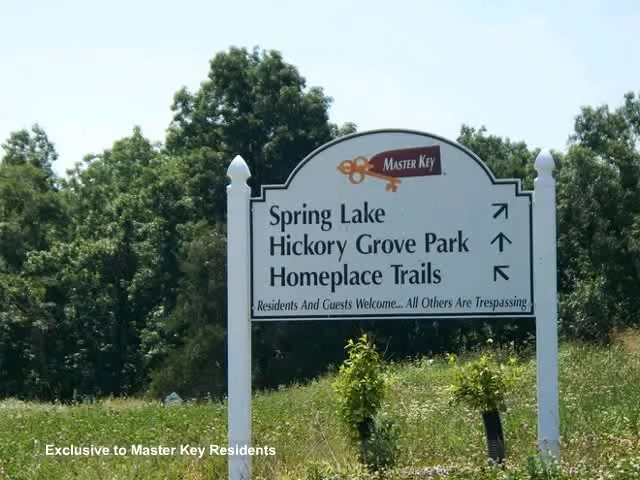 Master Key
Spring Lake
Hickory Grove Park
Homeplace Trails
Residents And Guests Welcome... All Others Are Trespassing
Exclusive to Master Key Residents